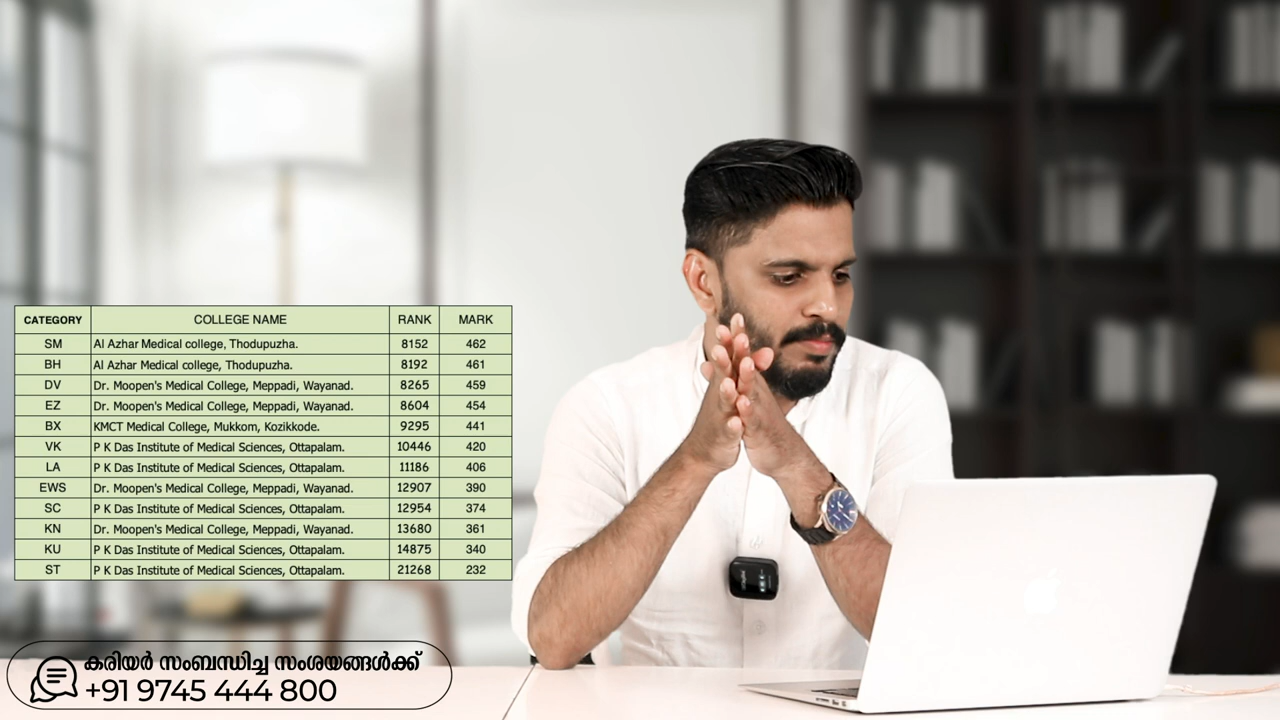 CATEGORY COLLEGE NAME RANK MARK
SM Al Azhar Medical college, Thodupuzha. 8152 462
BH Al Azhar Medical college, Thodupuzha. 8192 461
DV Dr. Moopen's Medical College, Meppadi, Wayanad. 8265 459
EZ Dr. Moopen's Medical College, Meppadi, Wayanad. 8604 454
BX KMCT Medical College, Mukkom, Kozikkode. 9295 441
VK P K Das Institute of Medical Sciences, Ottapalam. 10446 420
LA P K Das Institute of Medical Sciences, Ottapalam. 11186 406
EWS Dr. Moopen's Medical College, Meppadi, Wayanad. 12907 390
SC P K Das Institute of Medical Sciences, Ottapalam. 12954 374
KN Dr. Moopen's Medical College, Meppadi, Wayanad. 13680 361
KU P K Das Institute of Medical Sciences, Ottapalam. 14875 340
ST P K Das Institute of Medical Sciences, Ottapalam. 21268 232
കരിയർ സംബന്ധിച്ച സംശയങ്ങൾക്ക്
+91 9745 444 800